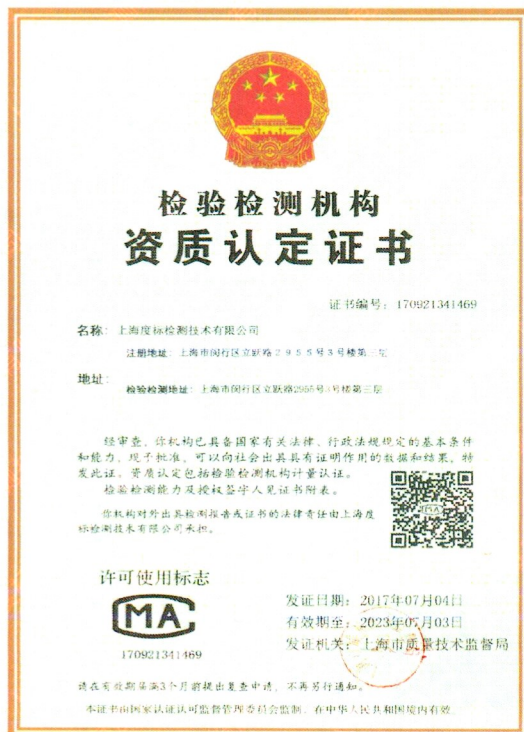 检验检测机构
资质认定证书
证书编号：170921341469
名称：上海度标检测技术有限公司
注册地址：上海市闵行区立跃路2955号3号楼第三层
地址：
检验检测地址：上海市闵行区立跃路2955号3号楼第三层
经审查，你机构已具备国家有关法律、行政法规规定的基本条件
和能力，现予批准，可以向社会出具具有证明作用的数据和结果，特
发此证。资质认定包括检验检测机构计量认证。
检验检测能力及授权签字人见证书附表。
你机构对外出具检测报告或证书的法律责任由上海度
标检测技术有限公司承担。
许可使用标志
MA
170921341469
发证日期：2017年07月04日
有效期至：2023年07月03日
发证机关：上海市质量技术监督局
请在有效期届满3个月前提出复查申请，不再另行通知。
本证书由国家认证认可监督管理委员会监制，在中华人民共和国境内有效。